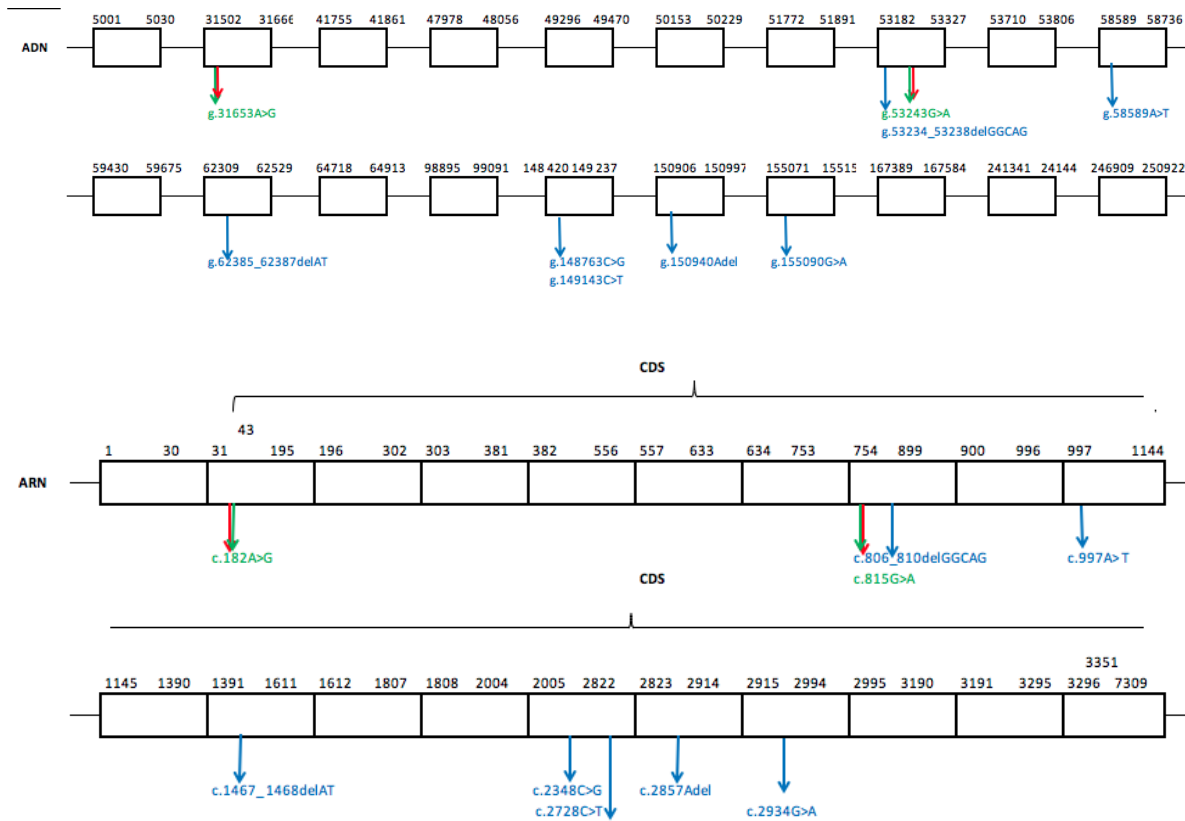 5001 5030 31502 31666 41755 41861 47978 48056 49296 49470 50153 50229 51772 51891 53182 53327 53710 53806 58589 58736
ADN
g.31653A>G g.53243G>A g.58589A>T
g.53234_53238delGGCAG
59430 59675 62309 62529 64718 64913 98895 99091 148 420 149 237 150906 150997 155071 15515 167389 167584 241341 24144 246909 250922
g.62385_62387delAT g.148763C>G g.150940Adel g.155090G>A
g.149143C>T
CDS
43
1 30 31 195 196 302 303 381 382 556 557 633 634 753 754 899 900 996 997 1144
ARN
c.182A>G c.806_810delGGCAG c.997A>T
c.815G>A
CDS
3351
1145 1390 1391 1611 1612 1807 1808 2004 2005 2822 2823 2914 2915 2994 2995 3190 3191 3295 3296 7309
c.1467_1468delAT c.2348C>G c.2857Adel
c.2728C>T c.2934G>A